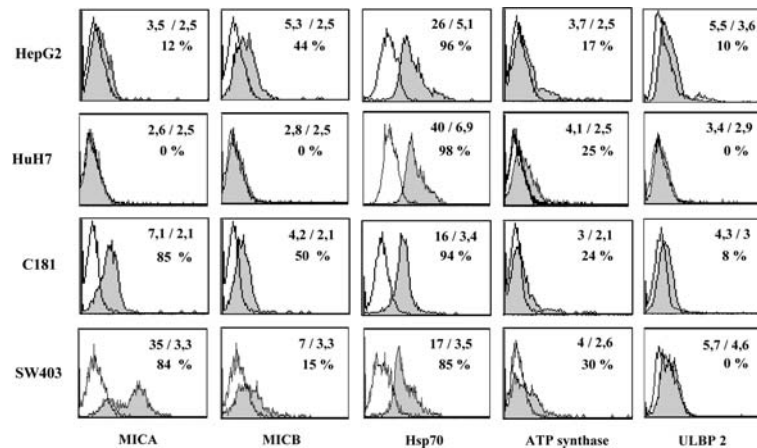 3,5 / 2,5
12 %
5,3 / 2,5
44 %
26 / 5,1
96 %
3,7 / 2,5
17 %
5,5 / 3,6
10 %
HepG2
2,6 / 2,5
0 %
2,8 / 2,5
0 %
40 / 6,9
98 %
4,1 / 2,5
25 %
3,4 / 2,9
0 %
HuH7
7,1 / 2,1
85 %
4,2 / 2,1
50 %
16 / 3,4
94 %
3 / 2,1
24 %
4,3 / 3
8 %
C181
35 / 3,3
84 %
7 / 3,3
15 %
17 / 3,5
85 %
4 / 2,6
30 %
5,7 / 4,6
0 %
SW403
MICA
MICB
Hsp70
ATP synthase
ULBP 2